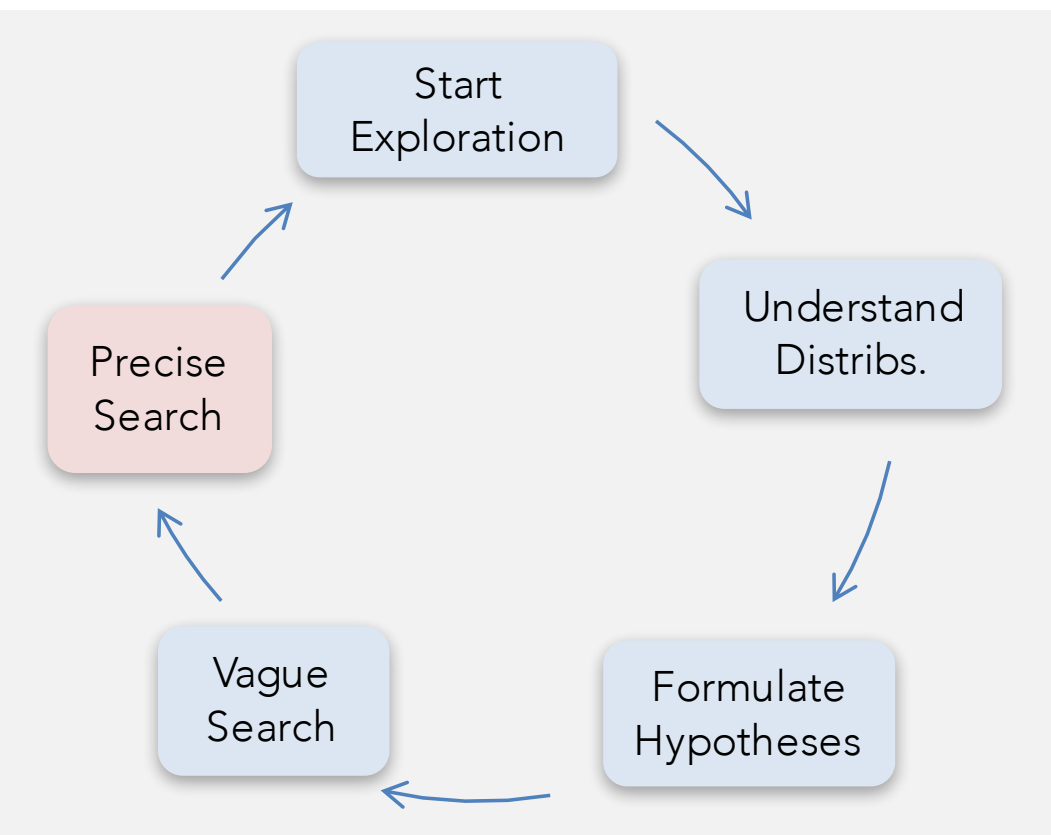 Start
Exploration
Understand
Distribs.
Formulate
Hypotheses
Vague
Search
Precise
Search